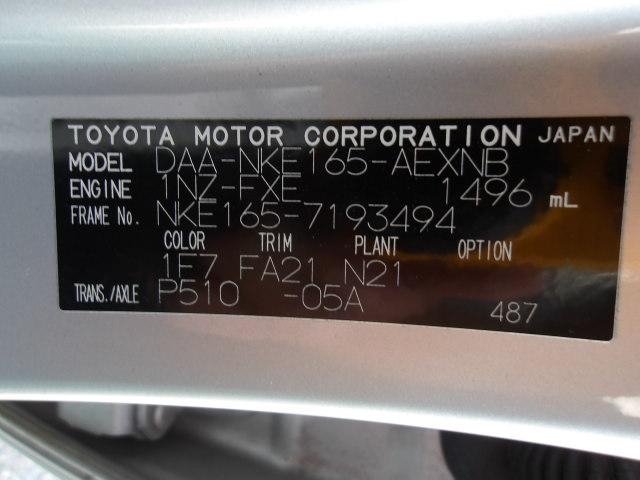 TOYOTA MOTOR CORPORATION JAPAN
MODEL DAA-NKE165-AEXNB
ENGINE 1NZ-FXE 1496 mL
FRAME No. NKE165-7193494
COLOR TRIM PLANT OPTION
1F7 FA21 N21
TRANS./AXLE P510 -05A 487